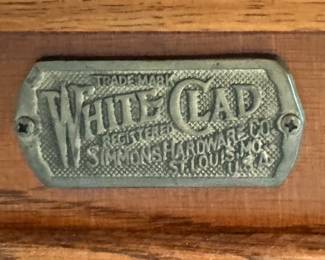 TRADE MARK
WHITE CLAD
REGISTERED
SIMMONS HARDWARE CO.
ST. LOUIS, MO.
U.S.A.